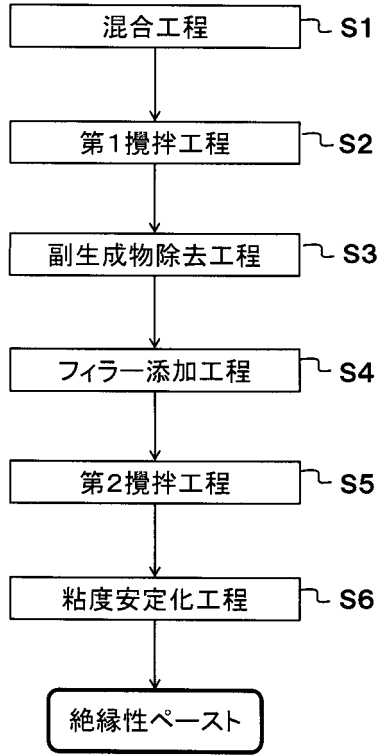 混合工程 S1
第1攪拌工程 S2
副生成物除去工程 S3
フィラー添加工程 S4
第2攪拌工程 S5
粘度安定化工程 S6
絶縁性ペースト